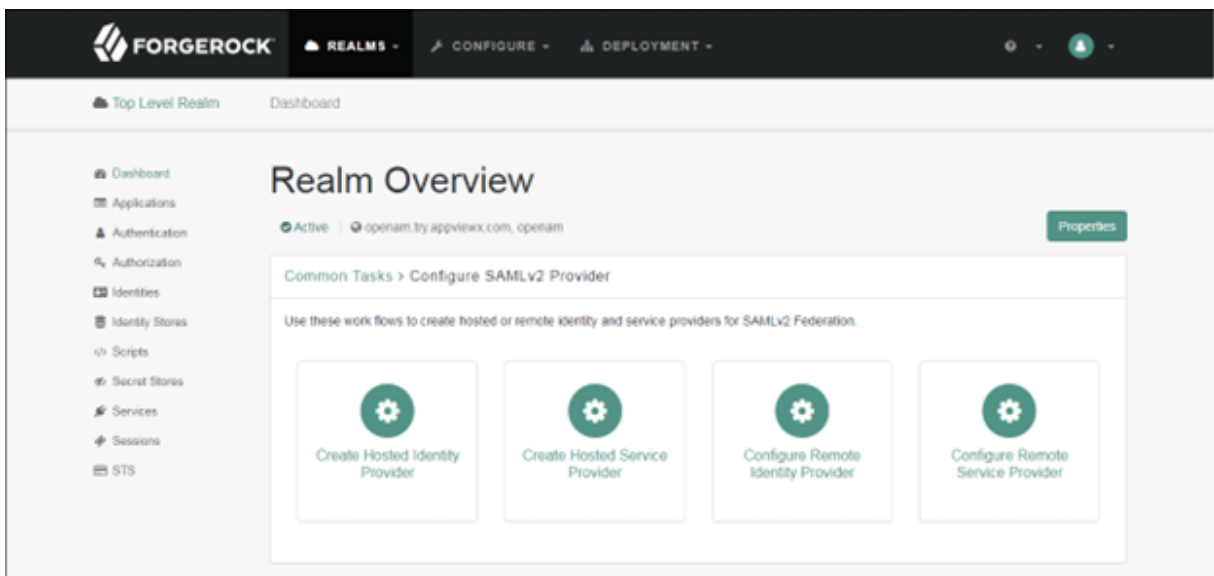 FORGEROCK REALMS CONFIGURE DEPLOYMENT
Top Level Realm Dashboard
Dashboard
Applications
Authentication
Authorization
Identities
Identity Stores
Scripts
Secret Stores
Services
Sessions
STS
Realm Overview
Active openam.try.appviewx.com, openam Properties
Common Tasks > Configure SAMLv2 Provider
Use these work flows to create hosted or remote identity and service providers for SAMLv2 Federation.
Create Hosted Identity
Provider
Create Hosted Service
Provider
Configure Remote
Identity Provider
Configure Remote
Service Provider